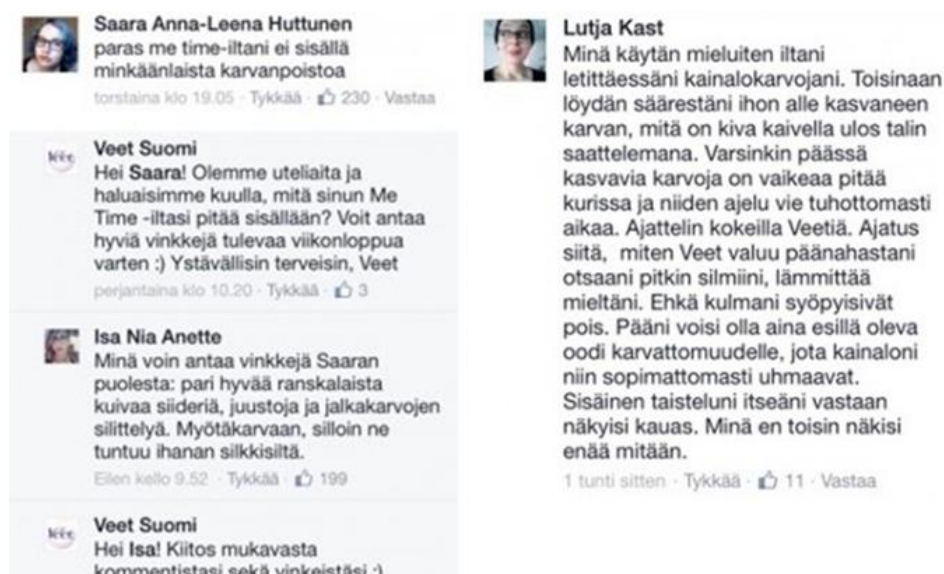 Saara Anna-Leena Huttunen
paras me time-iltani ei sisällä
minkäänlaista karvanpoistoa
torstaina klo 19.05 · Tykkää · 230 · Vastaa
Veet Suomi
Hei Saara! Olemme uteliaita ja
haluaisimme kuulla, mitä sinun Me
Time -iltasi pitää sisällään? Voit antaa
hyviä vinkkejä tulevaa viikonloppua
varten :) Ystävällisin terveisin, Veet
perjantaina klo 10.20 · Tykkää · 3
Isa Nia Anette
Minä voin antaa vinkkejä Saaran
puolesta: pari hyvää ranskalaista
kuivaa siideriä, juustoja ja jalkakarvojen
silittelyä. Myötäkarvaan, silloin ne
tuntuu ihanan silkkisiltä.
Eilen kello 9.52 · Tykkää · 199
Veet Suomi
Hei Isa! Kiitos mukavasta
kommentistasi sekä vinkeistäsi :)
Lutja Kast
Minä käytän mieluiten iltani
letittäessäni kainalokarvojani. Toisinaan
löydän säärestäni ihon alle kasvaneen
karvan, mitä on kiva kaivella ulos talin
saattelemana. Varsinkin päässä
kasvavia karvoja on vaikeaa pitää
kurissa ja niiden ajelu vie tuhottomasti
aikaa. Ajattelin kokeilla Veetiä. Ajatus
siitä, miten Veet valuu päänahastani
otsaani pitkin silmiini, lämmittää
mieltäni. Ehkä kulmani syöpyisivät
pois. Pääni voisi olla aina esillä oleva
oodi karvattomuudelle, jota kainaloni
niin sopimattomasti uhmaavat.
Sisäinen taisteluni itseäni vastaan
näkyisi kauas. Minä en toisin näkisi
enää mitään.
1 tunti sitten · Tykkää · 11 · Vastaa